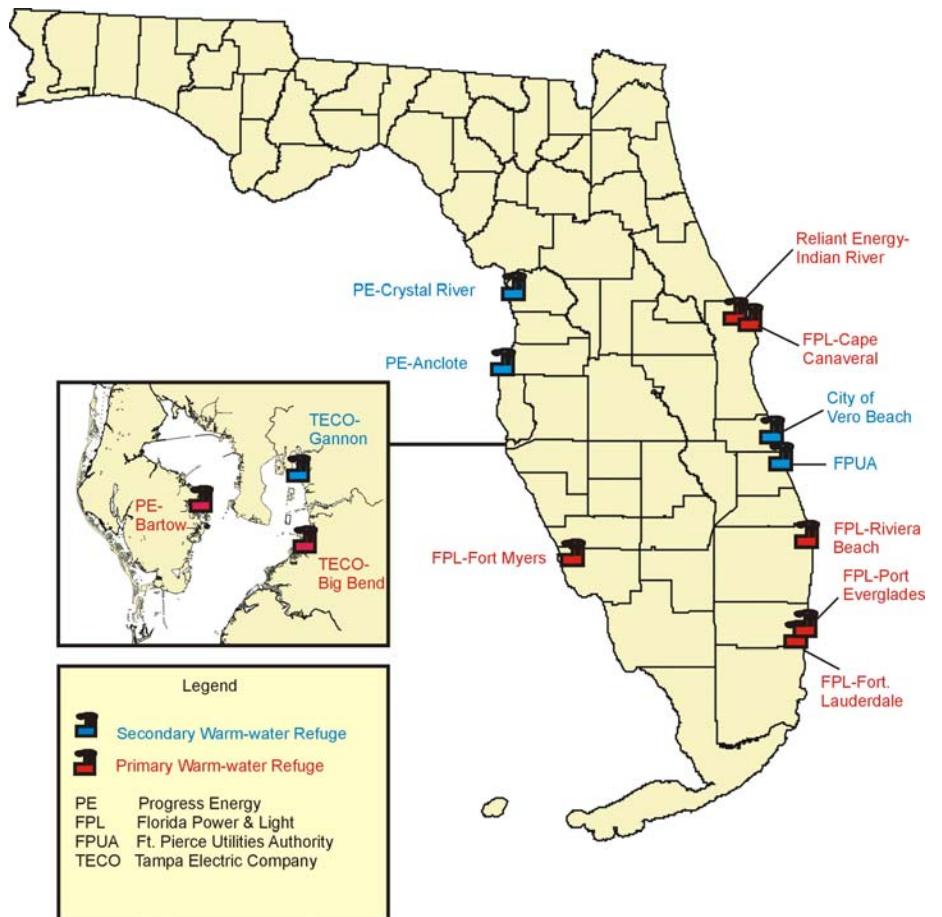 Reliant Energy-
Indian River
PE-Crystal River
FPL-Cape
Canaveral
PE-Anclote
City of
Vero Beach
TECO-
Gannon
FPUA
PE-
Bartow
FPL-Riviera
Beach
FPL-Fort Myers
TECO-
Big Bend
FPL-Port
Everglades
FPL-Fort.
Lauderdale
Legend
Secondary Warm-water Refuge
Primary Warm-water Refuge
PE Progress Energy
FPL Florida Power & Light
FPUA Ft. Pierce Utilities Authority
TECO Tampa Electric Company